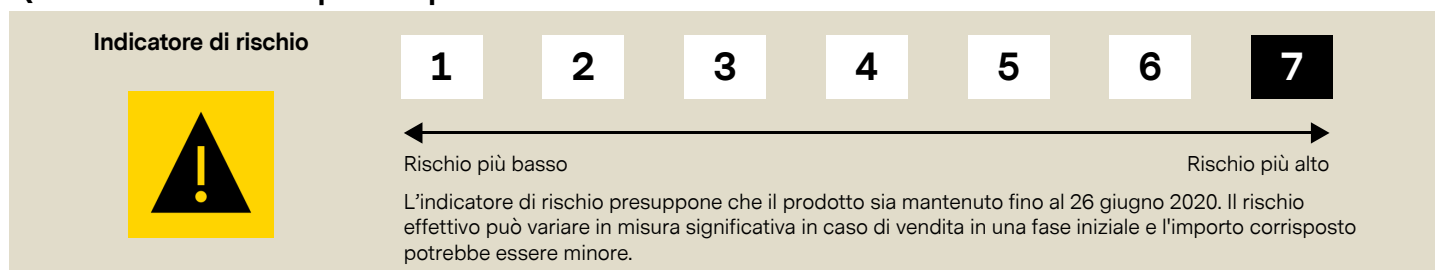 Indicatore di rischio
1 2 3 4 5 6 7
Rischio più basso Rischio più alto
L'indicatore di rischio presuppone che il prodotto sia mantenuto fino al 26 giugno 2020. Il rischio
effettivo può variare in misura significativa in caso di vendita in una fase iniziale e l'importo corrisposto
potrebbe essere minore.